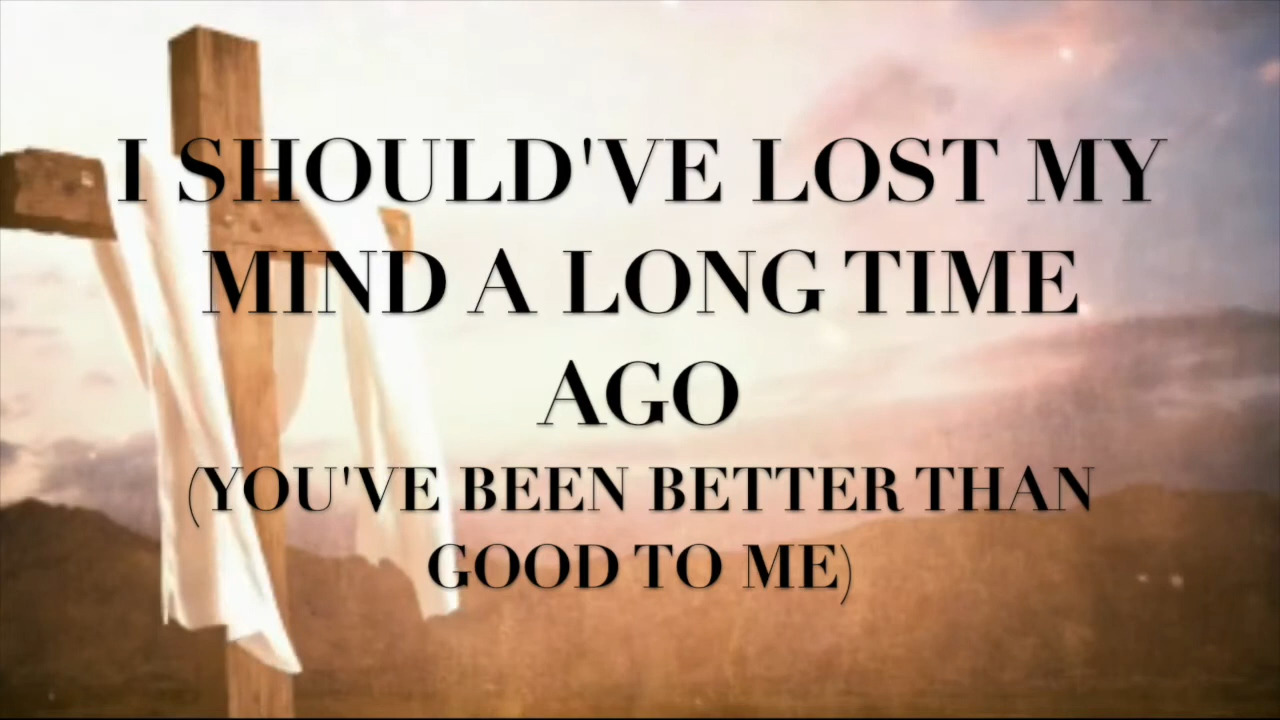 I SHOULD'VE LOST MY
MIND A LONG TIME
AGO
(YOU'VE BEEN BETTER THAN
GOOD TO ME)